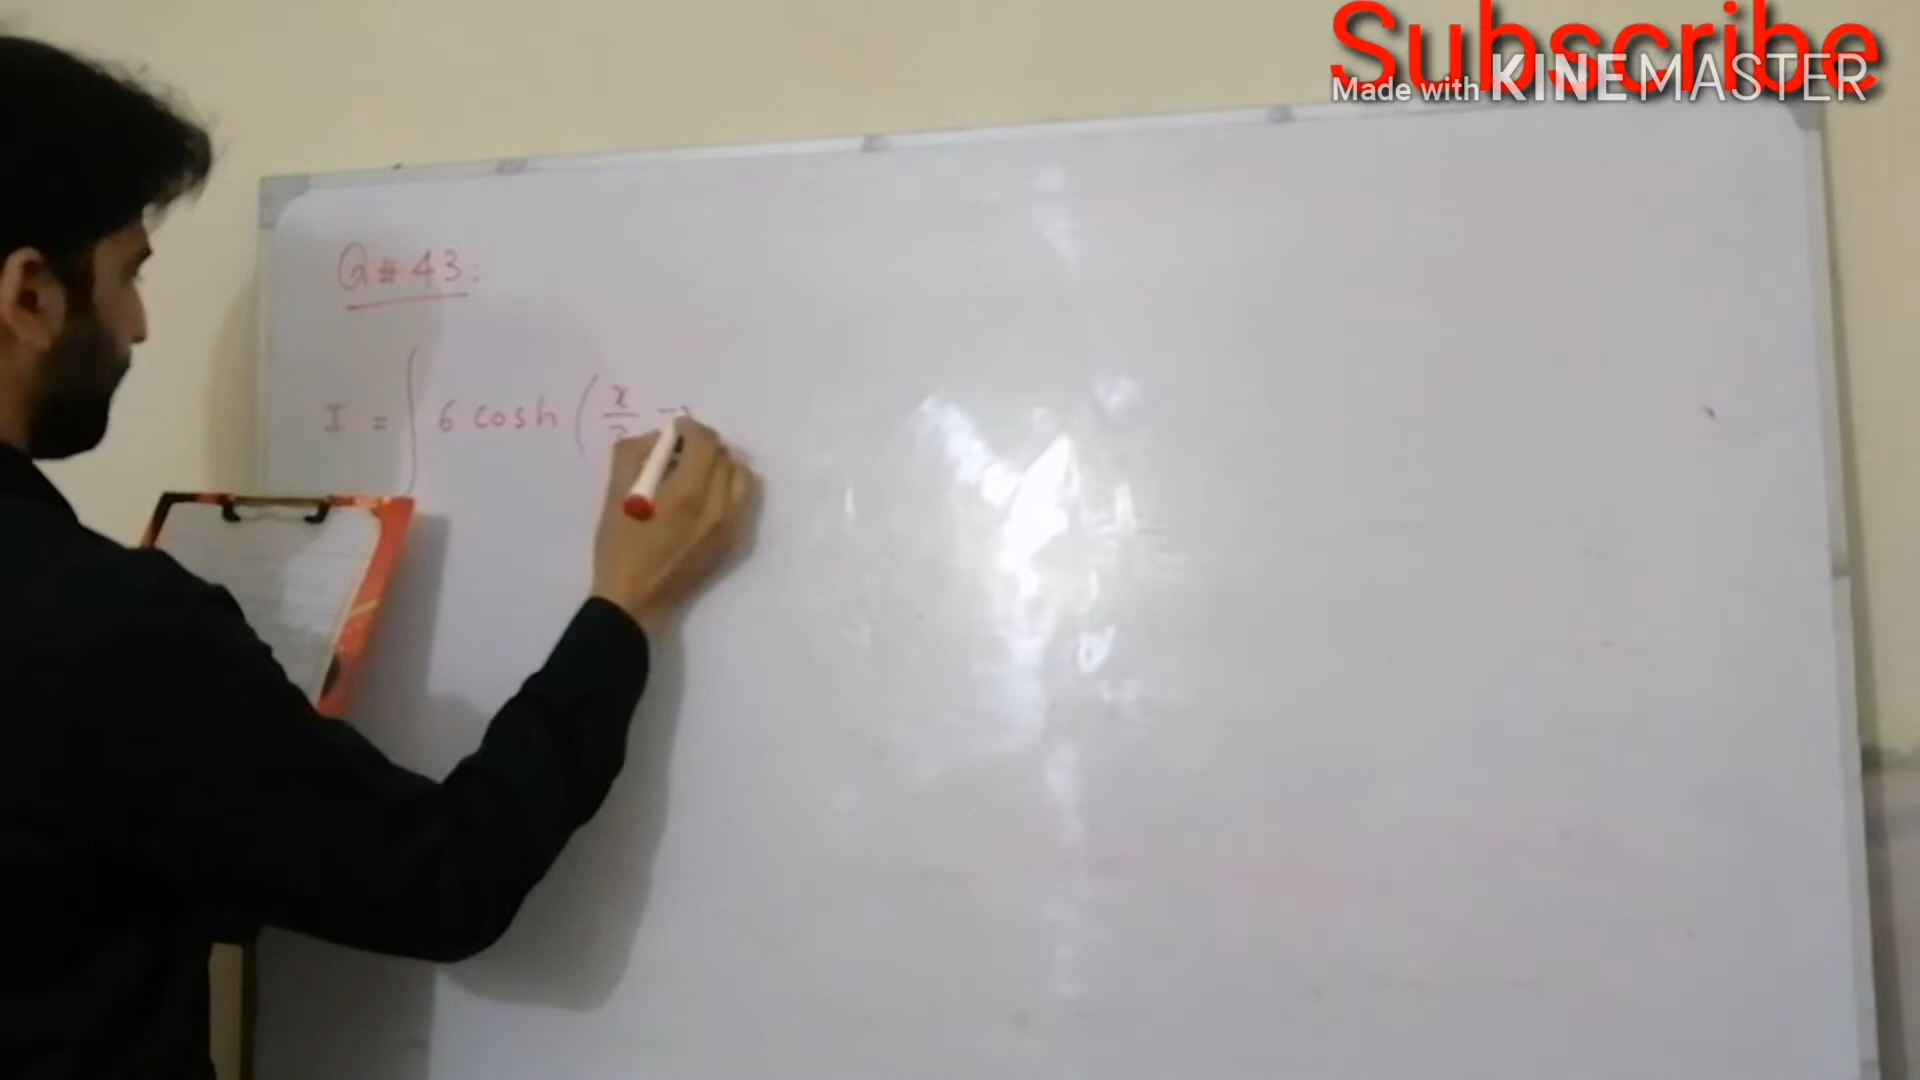 Subscribe
Made with KINEMASTER
Q # 43:
I = ∫ 6 cosh ( x/2 -